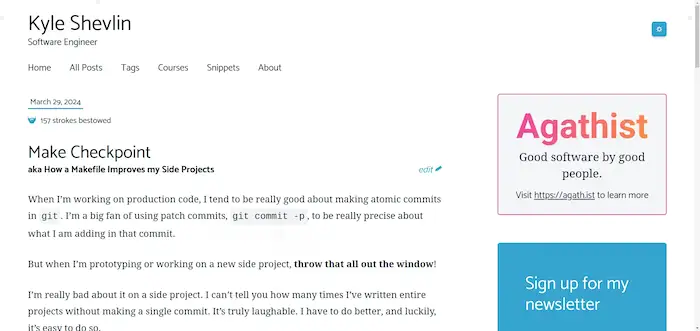 Kyle Shevlin
Software Engineer
Home All Posts Tags Courses Snippets About
March 29, 2024
157 strokes bestowed
Make Checkpoint
aka How a Makefile Improves my Side Projects
edit
When I'm working on production code, I tend to be really good about making atomic commits
in git. I'm a big fan of using patch commits, git commit -p, to be really precise about
what I am adding in that commit.
But when I'm prototyping or working on a new side project, throw that all out the window!
I'm really bad about it on a side project. I can't tell you how many times I've written entire
projects without making a single commit. It's truly laughable. I have to do better, and luckily,
it's easy to do so.
Agathist
Good software by good
people.
Visit https://agath.ist to learn more
Sign up for my
newsletter